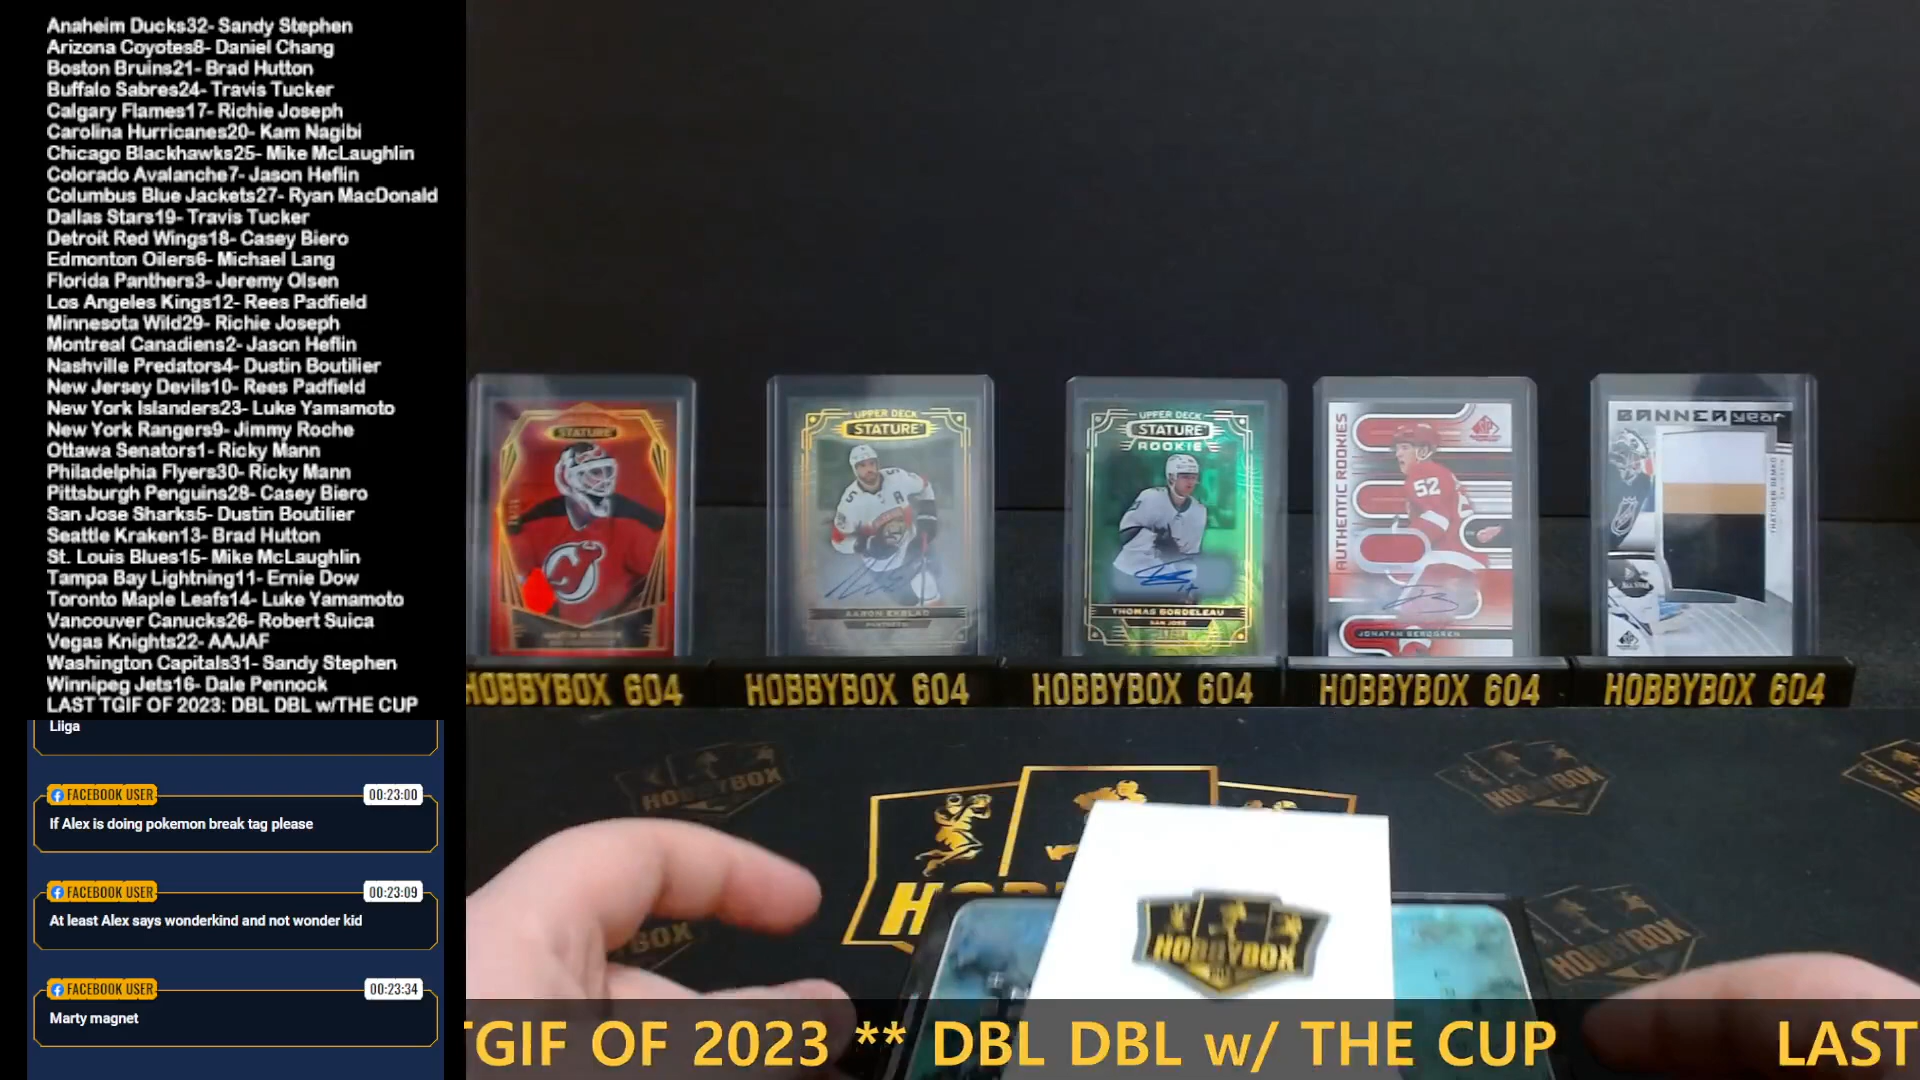 Anaheim Ducks32- Sandy Stephen
Arizona Coyotes8- Daniel Chang
Boston Bruins21- Brad Hutton
Buffalo Sabres24- Travis Tucker
Calgary Flames17- Richie Joseph
Carolina Hurricanes20- Kam Nagibi
Chicago Blackhawks25- Mike McLaughlin
Colorado Avalanche7- Jason Heflin
Columbus Blue Jackets27- Ryan MacDonald
Dallas Stars19- Travis Tucker
Detroit Red Wings18- Casey Biero
Edmonton Oilers6- Michael Lang
Florida Panthers3- Jeremy Olsen
Los Angeles Kings12- Rees Padfield
Minnesota Wild29- Richie Joseph
Montreal Canadiens2- Jason Heflin
Nashville Predators4- Dustin Boutilier
New Jersey Devils10- Rees Padfield
New York Islanders23- Luke Yamamoto
New York Rangers9- Jimmy Roche
Ottawa Senators1- Ricky Mann
Philadelphia Flyers30- Ricky Mann
Pittsburgh Penguins28- Casey Biero
San Jose Sharks5- Dustin Boutilier
Seattle Kraken13- Brad Hutton
St. Louis Blues15- Mike McLaughlin
Tampa Bay Lightning11- Ernie Dow
Toronto Maple Leafs14- Luke Yamamoto
Vancouver Canucks26- Robert Suica
Vegas Knights22- AAJAF
Washington Capitals31- Sandy Stephen
Winnipeg Jets16- Dale Pennock
LAST TGIF OF 2023: DBL DBL w/THE CUP
Liiga
FACEBOOK USER 00:23:00
If Alex is doing pokemon break tag please
FACEBOOK USER 00:23:09
At least Alex says wonderkind and not wonder kid
FACEBOOK USER 00:23:34
Marty magnet
STATURE
UPPER DECK
STATURE
AARON EKBLAD
PANTHERS
UPPER DECK
STATURE
ROOKIE
THOMAS BORDELEAU
SAN JOSE
AUTHENTIC ROOKIES
52
JONATAN BERGGREN
BANNER year
THATCHER DEMKO
HOBBYBOX 604
HOBBYBOX 604
HOBBYBOX 604
HOBBYBOX 604
HOBBYBOX 604
HOBBYBOX
HOBBYBOX
HOBBYBOX
HOBBYBOX
TGIF OF 2023 ** DBL DBL w/ THE CUP
LAST